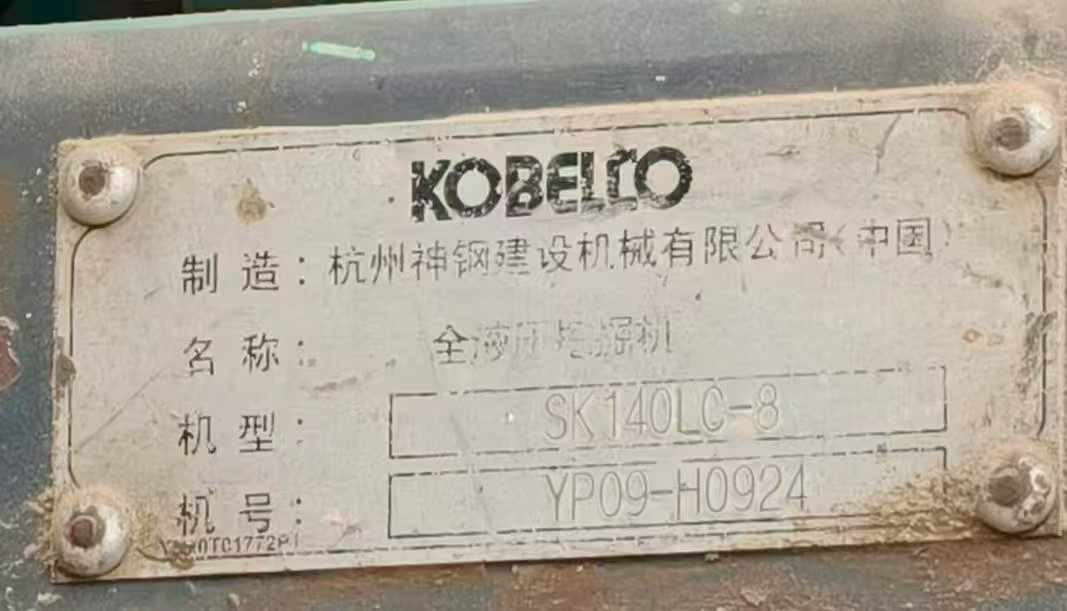 KOBELCO
制 造：杭州神钢建设机械有限公司（中国）
名 称：全液压挖掘机
机 型：SK140LC-8
机 号：YP09-H0924